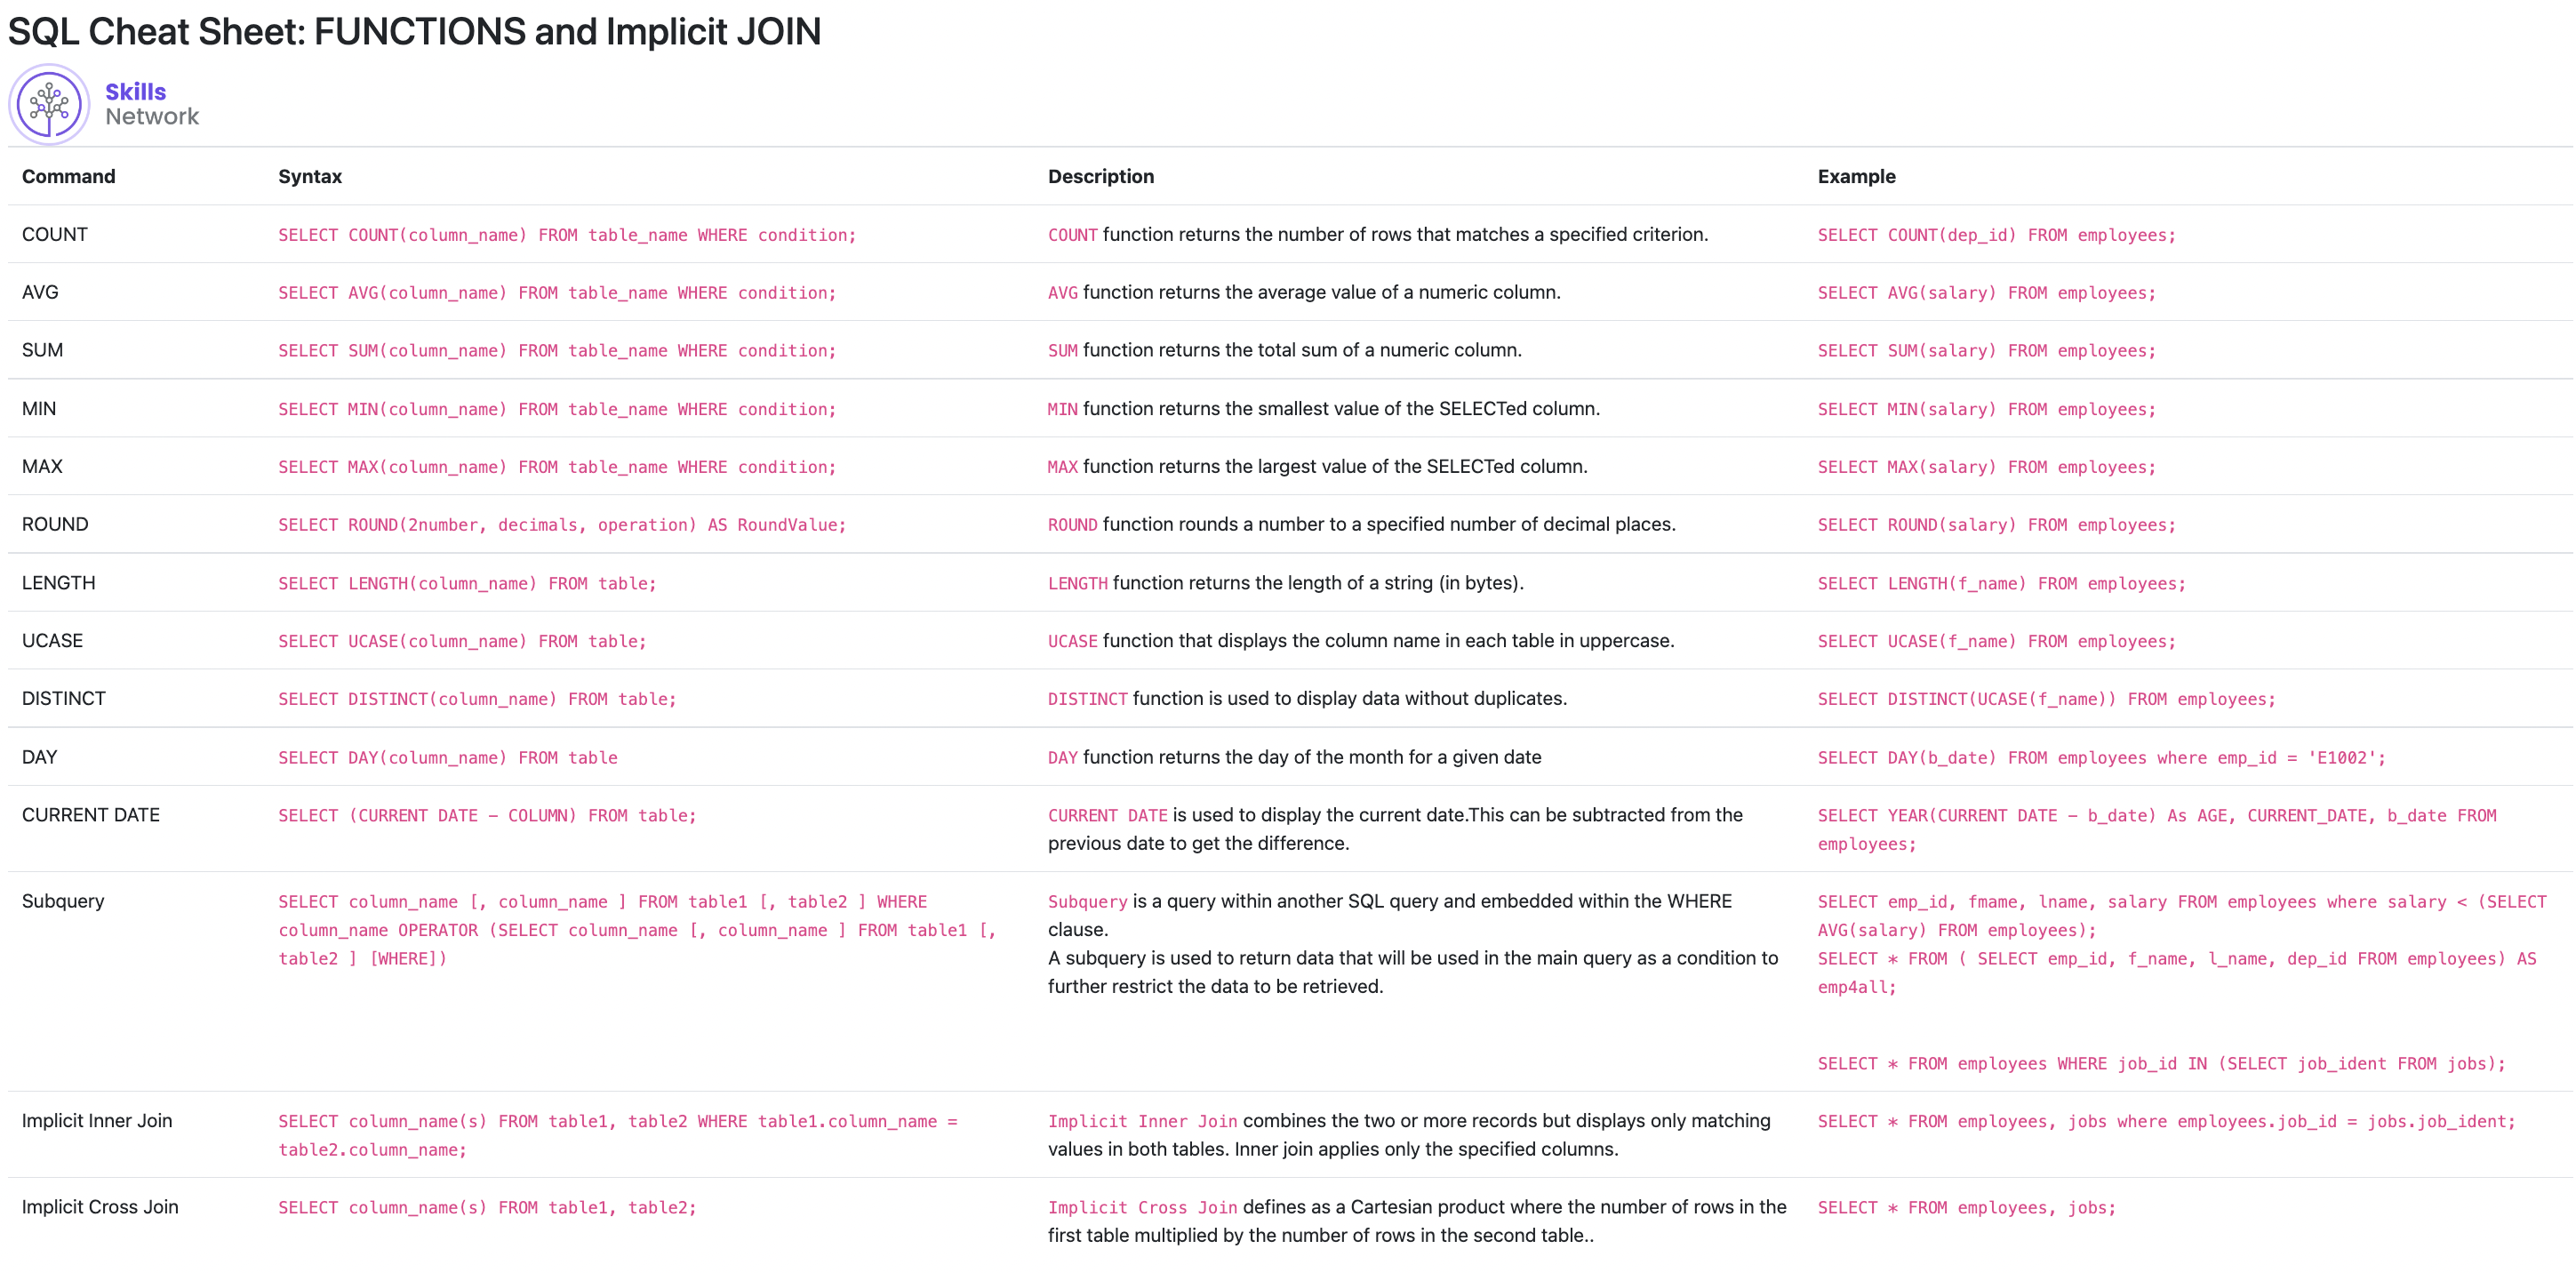 SQL Cheat Sheet: FUNCTIONS and Implicit JOIN
Skills
Network
Command Syntax Description Example
COUNT SELECT COUNT(column_name) FROM table_name WHERE condition; COUNT function returns the number of rows that matches a specified criterion. SELECT COUNT(dep_id) FROM employees;
AVG SELECT AVG(column_name) FROM table_name WHERE condition; AVG function returns the average value of a numeric column. SELECT AVG(salary) FROM employees;
SUM SELECT SUM(column_name) FROM table_name WHERE condition; SUM function returns the total sum of a numeric column. SELECT SUM(salary) FROM employees;
MIN SELECT MIN(column_name) FROM table_name WHERE condition; MIN function returns the smallest value of the SELECTed column. SELECT MIN(salary) FROM employees;
MAX SELECT MAX(column_name) FROM table_name WHERE condition; MAX function returns the largest value of the SELECTed column. SELECT MAX(salary) FROM employees;
ROUND SELECT ROUND(2number, decimals, operation) AS RoundValue; ROUND function rounds a number to a specified number of decimal places. SELECT ROUND(salary) FROM employees;
LENGTH SELECT LENGTH(column_name) FROM table; LENGTH function returns the length of a string (in bytes). SELECT LENGTH(f_name) FROM employees;
UCASE SELECT UCASE(column_name) FROM table; UCASE function that displays the column name in each table in uppercase. SELECT UCASE(f_name) FROM employees;
DISTINCT SELECT DISTINCT(column_name) FROM table; DISTINCT function is used to display data without duplicates. SELECT DISTINCT(UCASE(f_name)) FROM employees;
DAY SELECT DAY(column_name) FROM table DAY function returns the day of the month for a given date SELECT DAY(b_date) FROM employees where emp_id = 'E1002';
CURRENT DATE SELECT (CURRENT DATE - COLUMN) FROM table; CURRENT DATE is used to display the current date.This can be subtracted from the SELECT YEAR(CURRENT DATE - b_date) As AGE, CURRENT_DATE, b_date FROM
previous date to get the difference. employees;
Subquery SELECT column_name [, column_name ] FROM table1 [, table2 ] WHERE Subquery is a query within another SQL query and embedded within the WHERE SELECT emp_id, fmame, lname, salary FROM employees where salary < (SELECT
column_name OPERATOR (SELECT column_name [, column_name ] FROM table1 [, clause. AVG(salary) FROM employees);
table2 ] [WHERE]) A subquery is used to return data that will be used in the main query as a condition to SELECT * FROM ( SELECT emp_id, f_name, l_name, dep_id FROM employees) AS
further restrict the data to be retrieved. emp4all;
SELECT * FROM employees WHERE job_id IN (SELECT job_ident FROM jobs);
Implicit Inner Join SELECT column_name(s) FROM table1, table2 WHERE table1.column_name = Implicit Inner Join combines the two or more records but displays only matching SELECT * FROM employees, jobs where employees.job_id = jobs.job_ident;
table2.column_name; values in both tables. Inner join applies only the specified columns.
Implicit Cross Join SELECT column_name(s) FROM table1, table2; Implicit Cross Join defines as a Cartesian product where the number of rows in the SELECT * FROM employees, jobs;
first table multiplied by the number of rows in the second table..